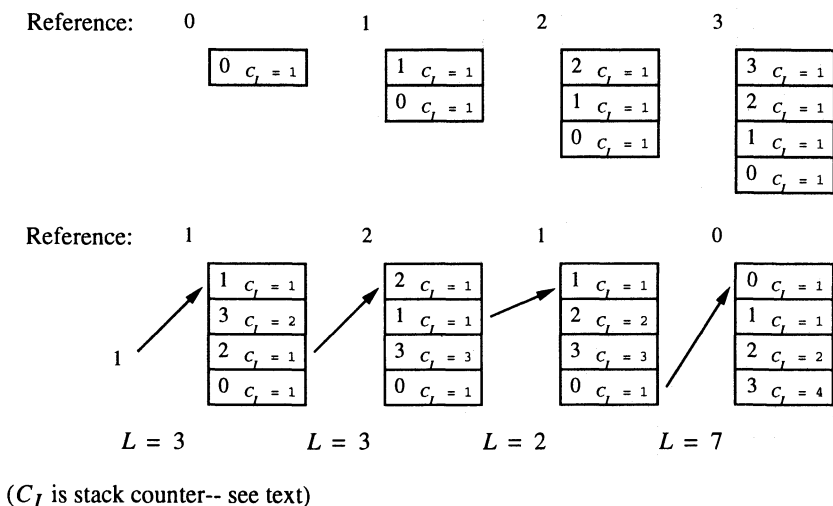 Reference: 0 1 2 3
0 C_I = 1 1 C_I = 1 2 C_I = 1 3 C_I = 1
0 C_I = 1 1 C_I = 1 2 C_I = 1
0 C_I = 1 1 C_I = 1
0 C_I = 1
Reference: 1 2 1 0
1 C_I = 1 2 C_I = 1 1 C_I = 1 0 C_I = 1
3 C_I = 2 1 C_I = 1 2 C_I = 2 1 C_I = 1
1 2 C_I = 1 3 C_I = 3 3 C_I = 3 2 C_I = 2
0 C_I = 1 0 C_I = 1 0 C_I = 1 3 C_I = 4
L = 3 L = 3 L = 2 L = 7
(C_I is stack counter-- see text)